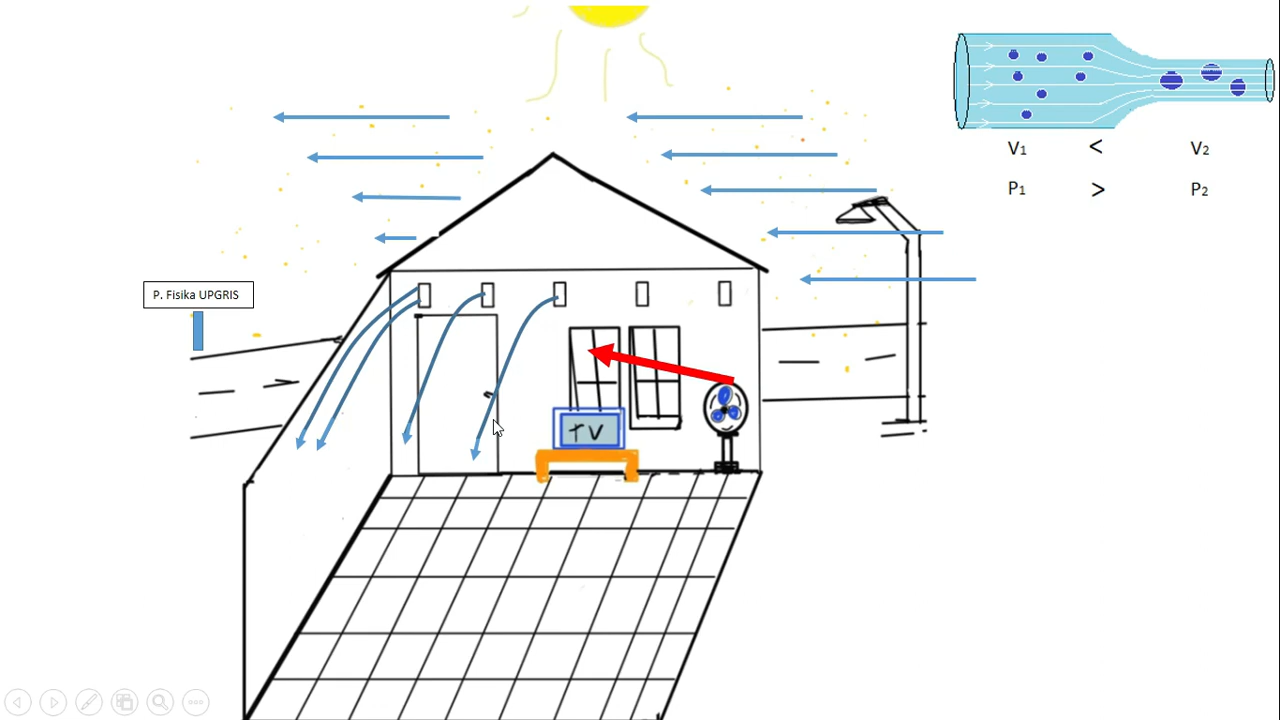 V₁ < V₂
P₁ > P₂
P. Fisika UPGRIS
TV